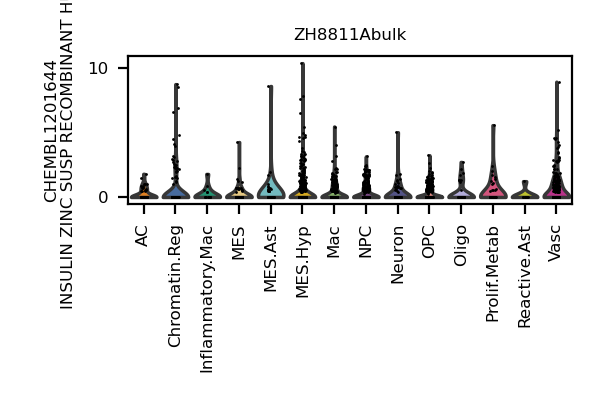 ZH8811Abulk
CHEMBL1201644
INSULIN ZINC SUSP RECOMBINANT H
10
0
AC
Chromatin.Reg
Inflammatory.Mac
MES
MES.Ast
MES.Hyp
Mac
NPC
Neuron
OPC
Oligo
Prolif.Metab
Reactive.Ast
Vasc